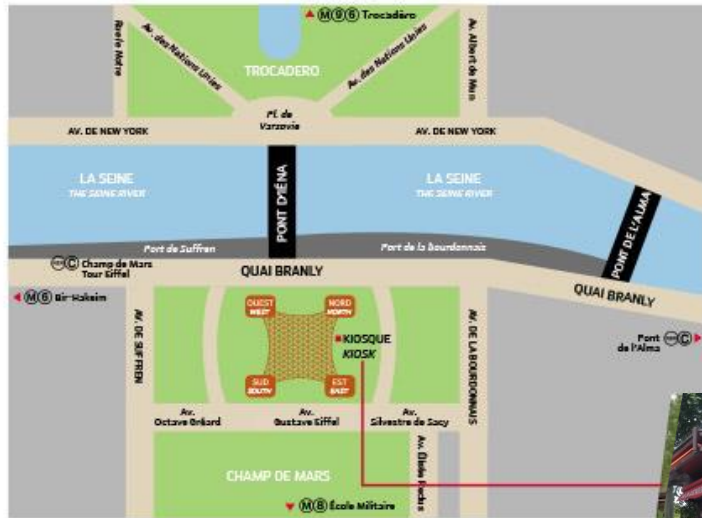 M 9 6 Trocadéro
Av. des Nations Unies
Av. des Nations Unies
Av. Albert de Mun
TROCADERO
Pl. de
Varsovie
AV. DE NEW YORK
AV. DE NEW YORK
LA SEINE
THE SEINE RIVER
LA SEINE
THE SEINE RIVER
PONT D'IÉNA
PONT DE L'ALMA
Port de Suffren
Port de la bourdonnais
C Champ de Mars
Tour Eiffel
QUAI BRANLY
QUAI BRANLY
M 6 Bir-Hakeim
AV. DE SUFFREN
OUEST
WEST
NORD
NORTH
KIOSQUE
KIOSK
SUD
SOUTH
EST
EAST
AV. DE LA BOURDONNAIS
Pont
de l'Alma
C
Av.
Octave Gréard
Av.
Gustave Eiffel
Av.
Silvestre de Sacy
CHAMP DE MARS
M 8 École Militaire